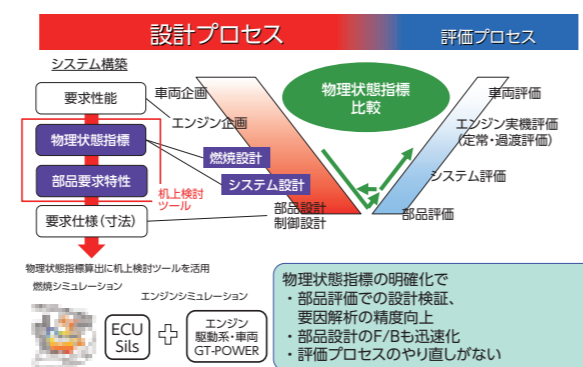 設計プロセス
評価プロセス
システム構築
要求性能
物理状態指標
部品要求特性
要求仕様(寸法)
机上検討
ツール
車両企画
エンジン企画
燃焼設計
システム設計
部品設計
制御設計
物理状態指標
比較
車両評価
エンジン実機評価
(定常・過渡評価)
システム評価
部品評価
物理状態指標算出に机上検討ツールを活用
燃焼シミュレーション
エンジンシミュレーション
ECU
Sils
エンジン
駆動系・車両
GT-POWER
物理状態指標の明確化で
・部品評価での設計検証、
要因解析の精度向上
・部品設計のF/Bも迅速化
・評価プロセスのやり直しがない